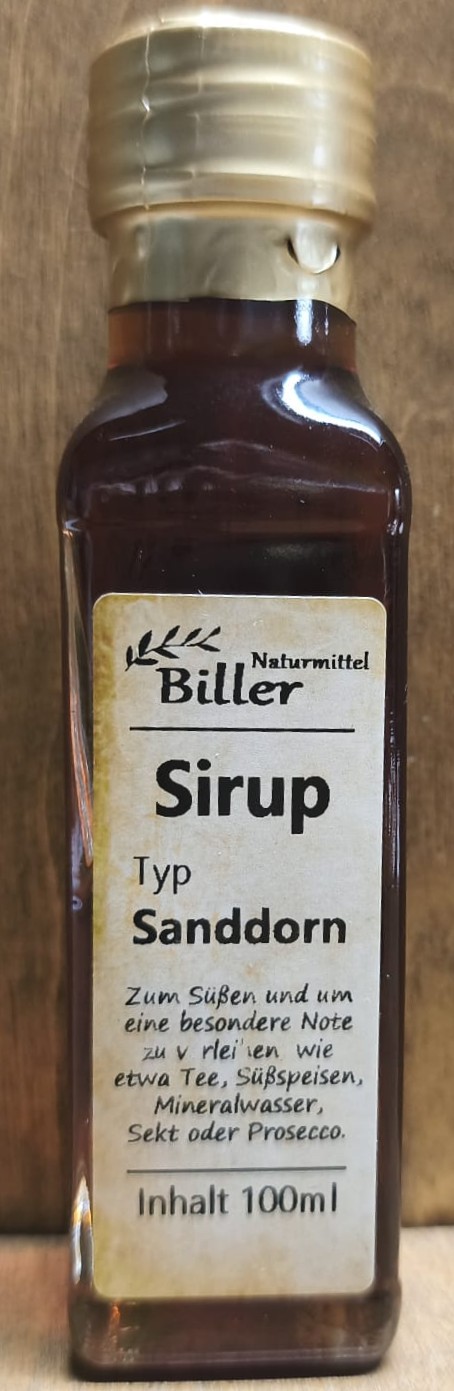 Naturmittel
Biller
Sirup
Typ
Sanddorn
Zum Süßen und um
eine besondere Note
zu wie
etwa Tee, Süßspeisen,
Mineralwasser,
Sekt oder Prosecco.
Inhalt 100ml